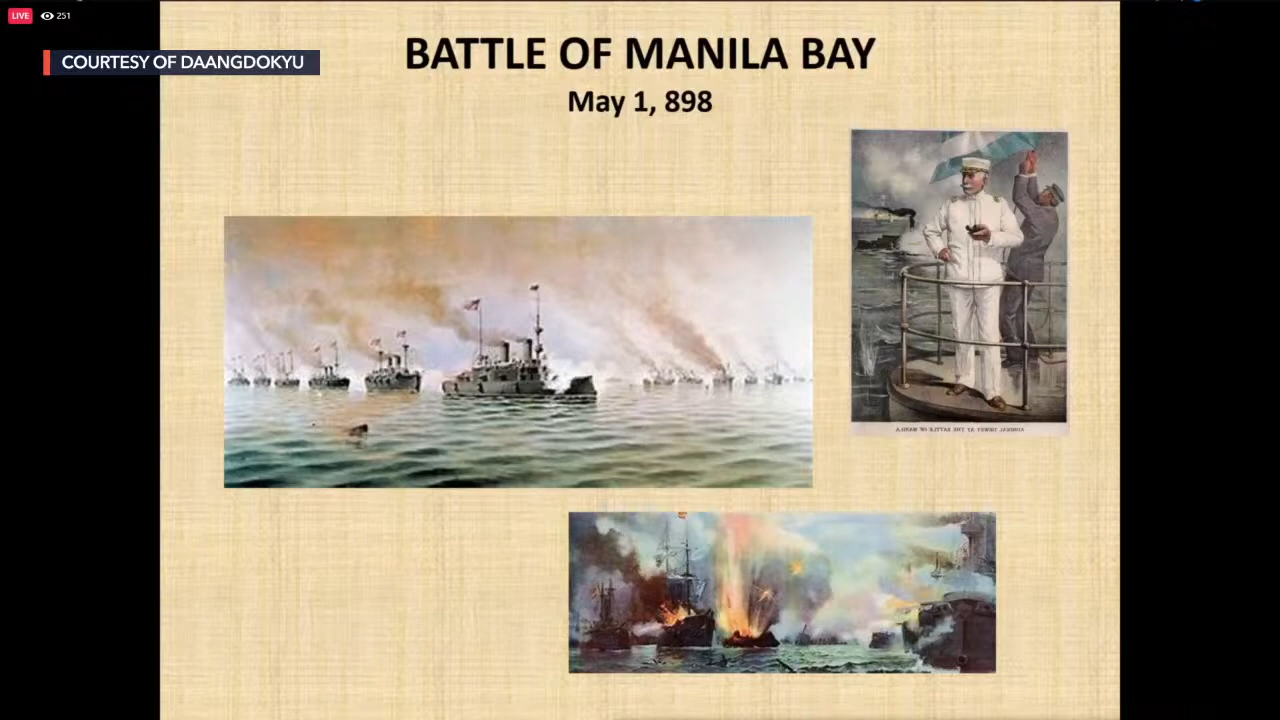 LIVE 251
COURTESY OF DAANGDOKYU
BATTLE OF MANILA BAY
May 1, 898